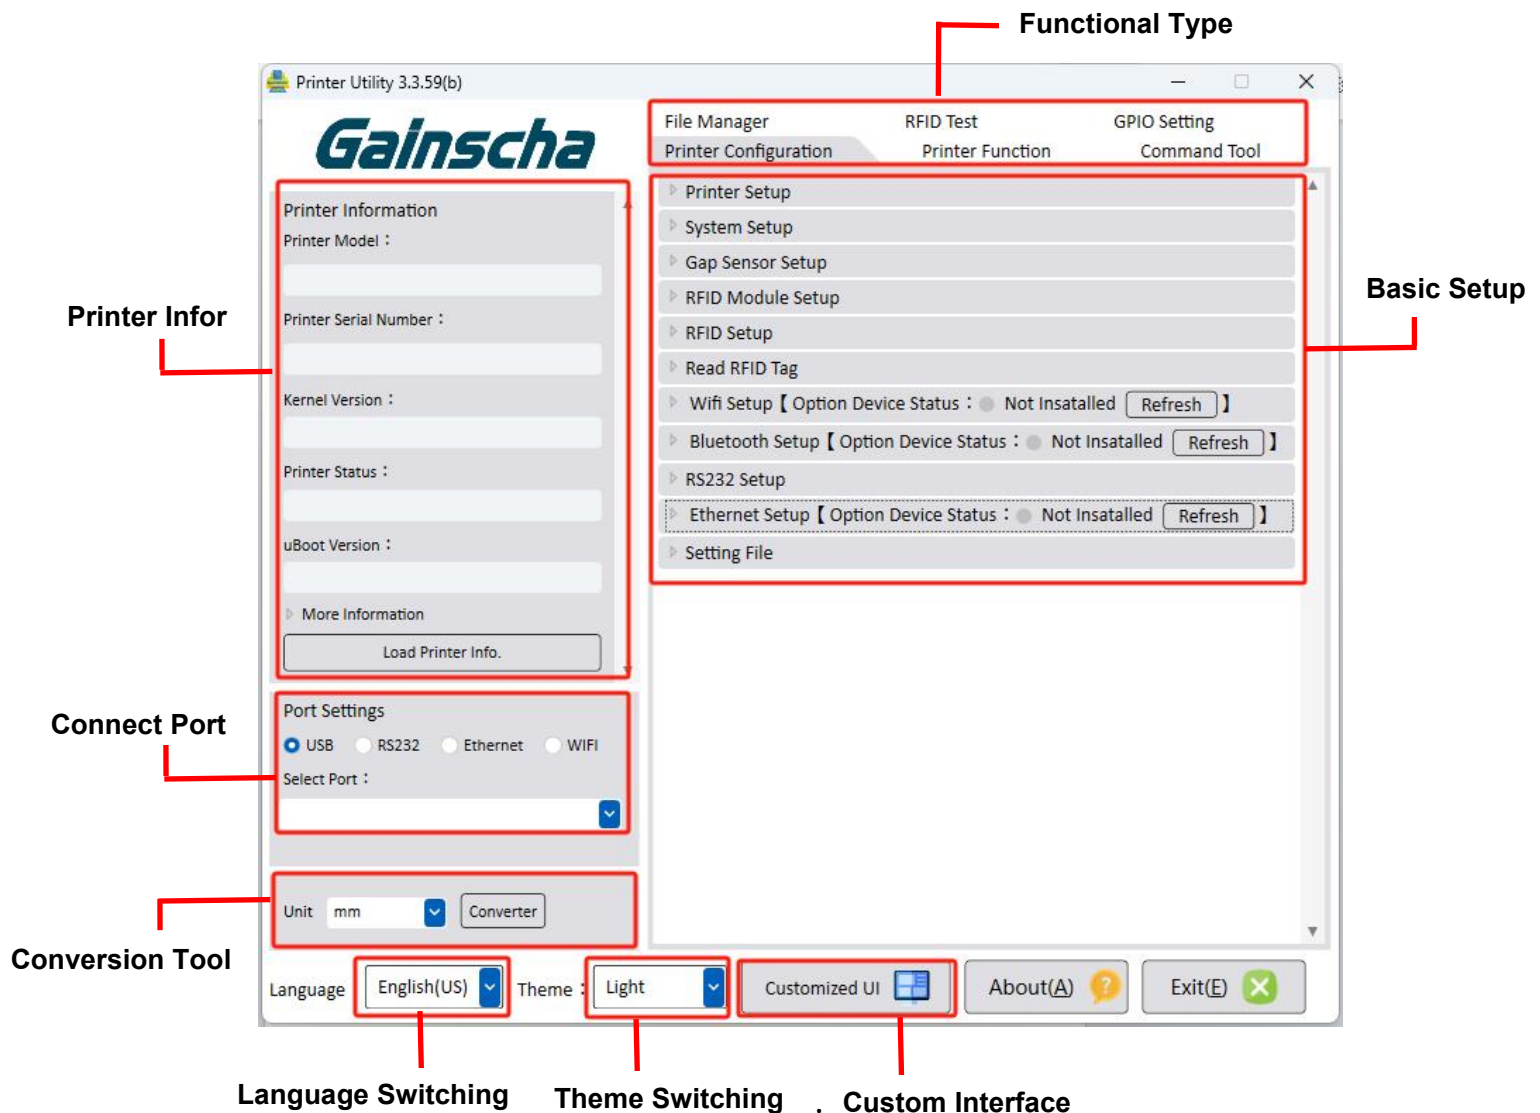 Functional Type
Printer Utility 3.3.59(b)
Gainscha
File Manager RFID Test GPIO Setting
Printer Configuration Printer Function Command Tool
Printer Information
Printer Model：
Printer Serial Number：
Kernel Version：
Printer Status：
uBoot Version：
More Information
Load Printer Info.
Printer Setup
System Setup
Gap Sensor Setup
RFID Module Setup
RFID Setup
Read RFID Tag
Wifi Setup【 Option Device Status： Not Insatalled Refresh 】
Bluetooth Setup【 Option Device Status： Not Insatalled Refresh 】
RS232 Setup
Ethernet Setup【 Option Device Status： Not Insatalled Refresh 】
Setting File
Basic Setup
Printer Infor
Connect Port
Port Settings
USB RS232 Ethernet WIFI
Select Port：
Unit mm Converter
Conversion Tool
Language English(US) Theme： Light Customized UI About(A) Exit(E)
Language Switching Theme Switching . Custom Interface